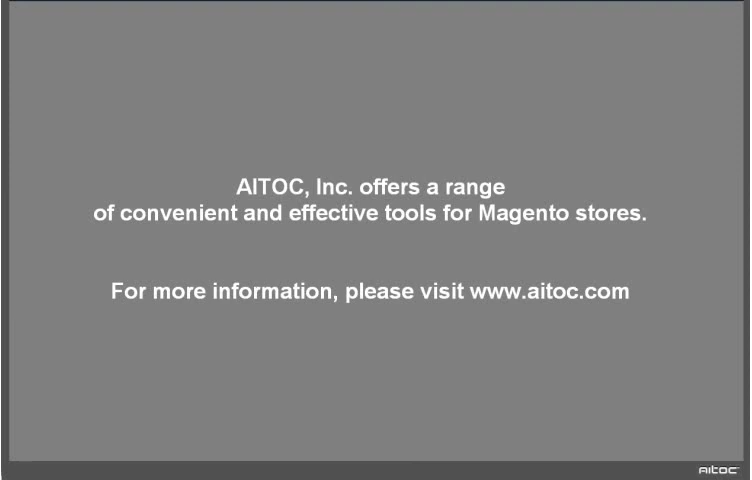 AITOC, Inc. offers a range
of convenient and effective tools for Magento stores.
For more information, please visit www.aitoc.com
AITOC